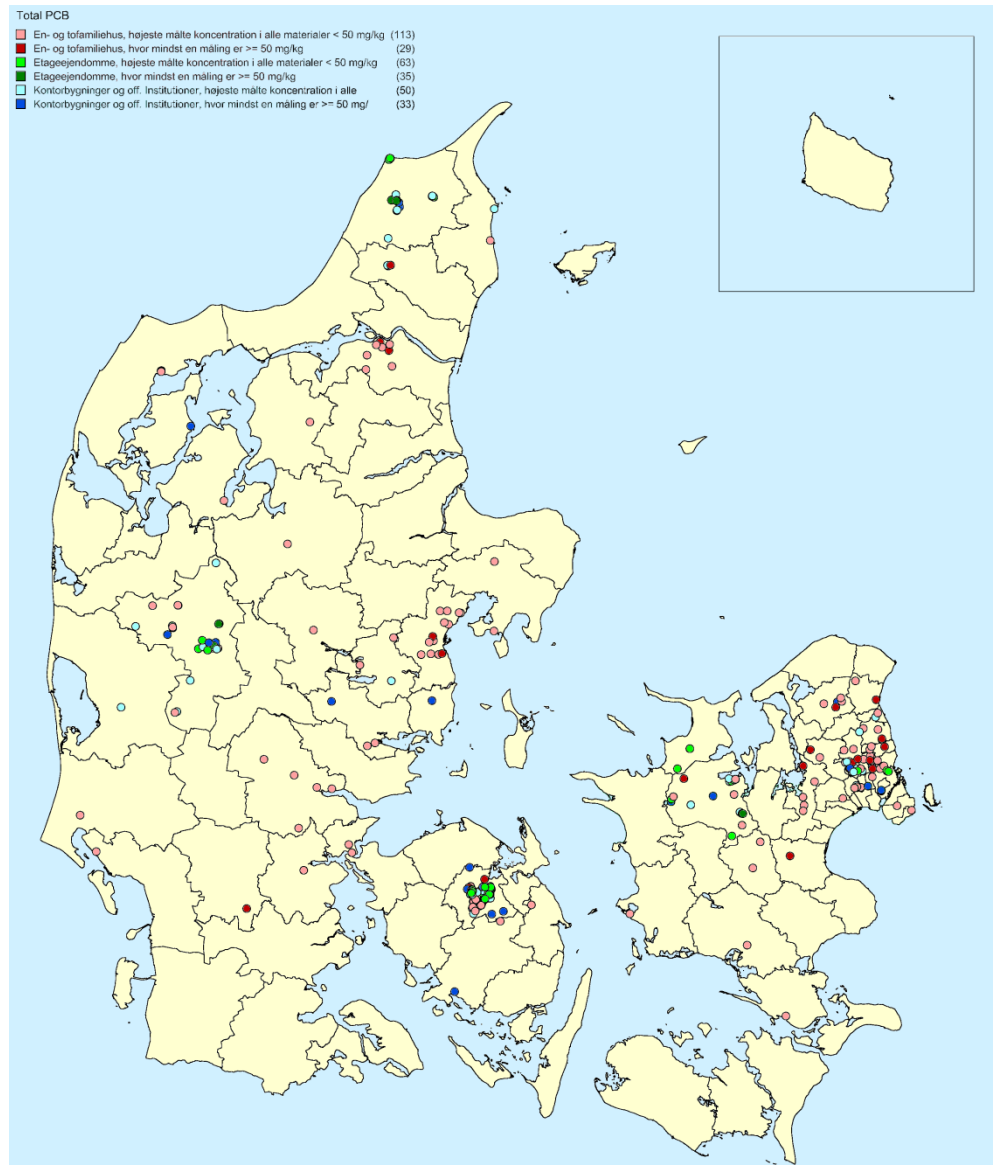 Total PCB
En- og tofamiliehus, højeste målte koncentration i alle materialer < 50 mg/kg (113)
En- og tofamiliehus, hvor mindst en måling er >= 50 mg/kg (29)
Etageejendomme, højeste målte koncentration i alle materialer < 50 mg/kg (63)
Etageejendomme, hvor mindst en måling er >= 50 mg/kg (35)
Kontorbygninger og off. Institutioner, højeste målte koncentration i alle (50)
Kontorbygninger og off. Institutioner, hvor mindst en måling er >= 50 mg/ (33)